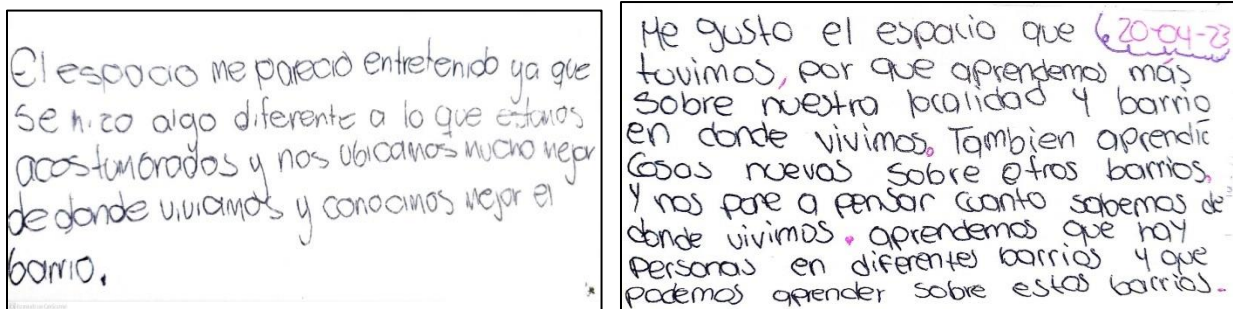 El espacio me pareció entretenido ya que
se hizo algo diferente a lo que estamos
acostumbrados y nos ubicamos mucho mejor
de donde viviamos y conocimos mejor el
barrio.
Me gusto el espacio que 20-04-23
tuvimos, por que aprendemos más
sobre nuestra localidad y barrio
en donde vivimos. Tambien aprendi
cosas nuevas sobre otros barrios.
Y nos pone a pensar cuanto sabemos de
donde vivimos. aprendemos que hay
personas en diferentes barrios y que
podemos aprender sobre estos barrios.